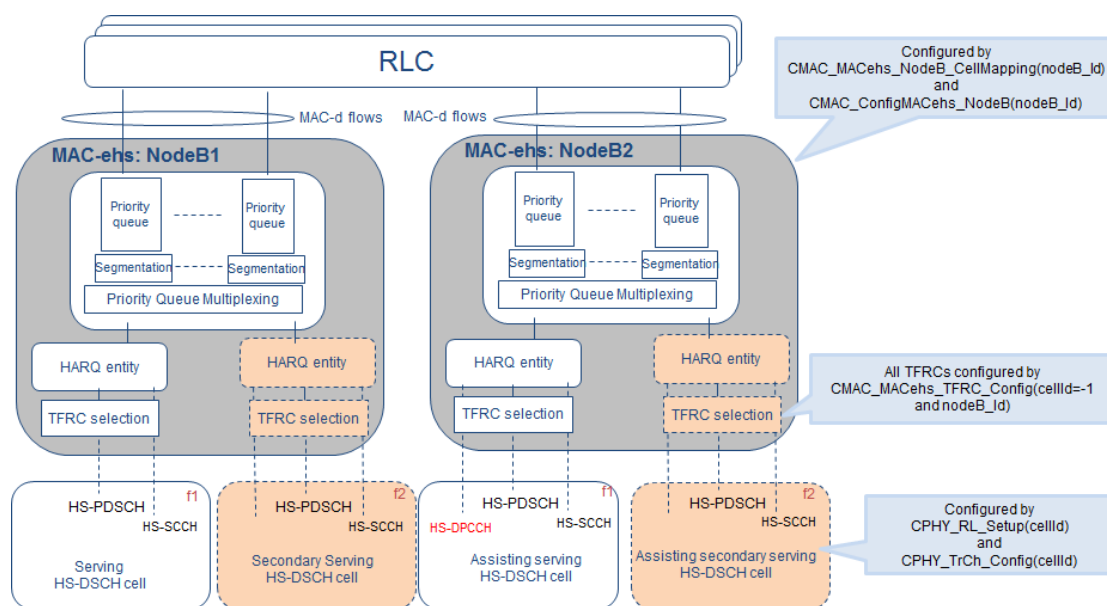 RLC
Configured by
CMAC_MACehs_NodeB_CellMapping(nodeB_Id)
and
CMAC_ConfigMACehs_NodeB(nodeB_Id)
MAC-d flows
MAC-d flows
MAC-ehs: NodeB1
MAC-ehs: NodeB2
Priority
queue
Priority
queue
Priority
queue
Priority
queue
Segmentation
Segmentation
Segmentation
Segmentation
Priority Queue Multiplexing
Priority Queue Multiplexing
HARQ entity
HARQ entity
HARQ entity
HARQ entity
TFRC selection
TFRC selection
TFRC selection
TFRC selection
All TFRCs configured by
CMAC_MACehs_TFRC_Config(cellId=-1
and nodeB_Id)
f1
HS-PDSCH
HS-SCCH
Serving
HS-DSCH cell
f2
HS-PDSCH
HS-SCCH
Secondary Serving
HS-DSCH cell
f1
HS-PDSCH
HS-DPCCH
HS-SCCH
Assisting serving
HS-DSCH cell
f2
HS-PDSCH
HS-SCCH
Assisting secondary serving
HS-DSCH cell
Configured by
CPHY_RL_Setup(cellId)
and
CPHY_TrCh_Config(cellId)